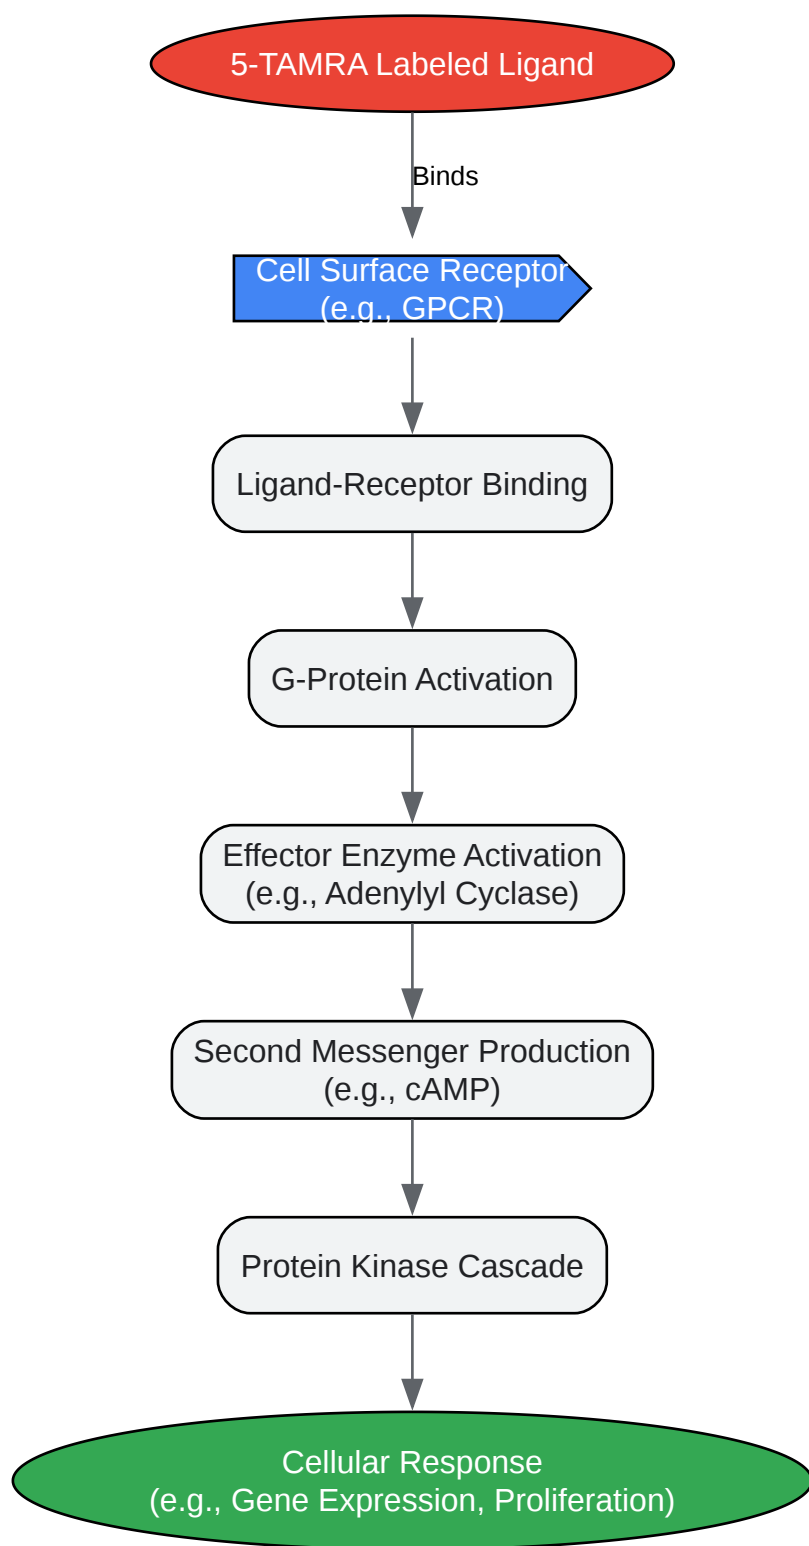 5-TAMRA Labeled Ligand
Binds
Cell Surface Receptor
(e.g., GPCR)
Ligand-Receptor Binding
G-Protein Activation
Effector Enzyme Activation
(e.g., Adenylyl Cyclase)
Second Messenger Production
(e.g., cAMP)
Protein Kinase Cascade
Cellular Response
(e.g., Gene Expression, Proliferation)